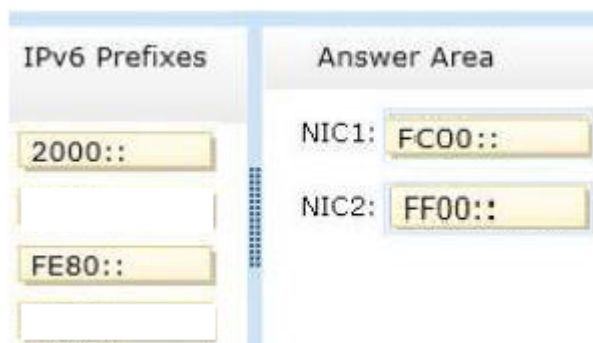 IPv6 Prefixes
2000::
FE80::
Answer Area
NIC1: FC00::
NIC2: FF00::